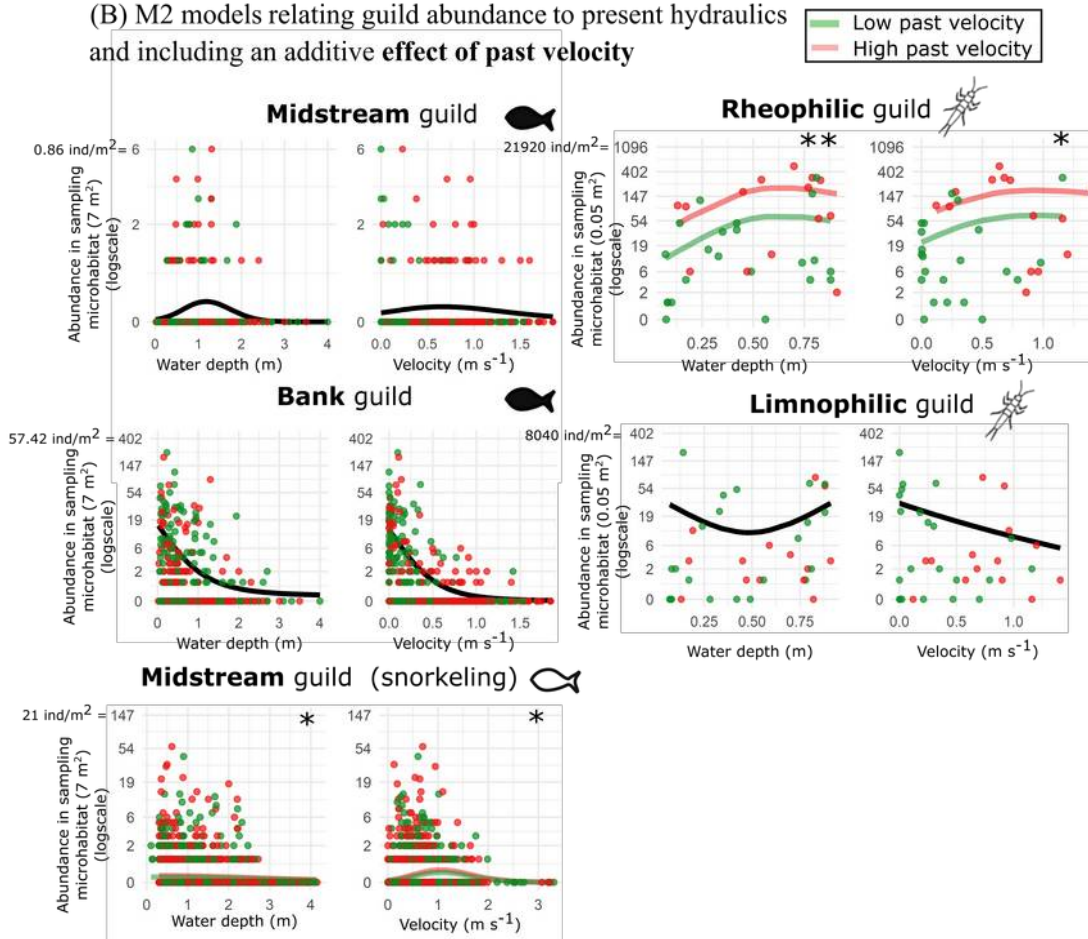 (B) M2 models relating guild abundance to present hydraulics
and including an additive effect of past velocity
Low past velocity
High past velocity
Midstream guild
0.86 ind/m² = 6
2
0
Abundance in sampling
microhabitat (7 m²)
(logscale)
0 1 2 3 4
Water depth (m)
6
2
0
0.0 0.5 1.0 1.5
Velocity (m s⁻¹)
Rheophilic guild
21920 ind/m² = 1096
403
147
54
19
6
2
0
Abundance in sampling
microhabitat (0.05 m²)
(logscale)
0.25 0.50 0.75
Water depth (m)
**
1096
403
147
54
19
6
2
0
0.0 0.5 1.0
Velocity (m s⁻¹)
*
Bank guild
57.42 ind/m² = 402
147
54
19
6
2
0
Abundance in sampling
microhabitat (7 m²)
(logscale)
0 1 2 3 4
Water depth (m)
402
147
54
19
6
2
0
0.0 0.5 1.0 1.5
Velocity (m s⁻¹)
Limnophilic guild
8040 ind/m² = 402
147
54
19
6
2
0
Abundance in sampling
microhabitat (0.05 m²)
(logscale)
0.25 0.50 0.75
Water depth (m)
402
147
54
19
6
2
0
0.0 0.5 1.0
Velocity (m s⁻¹)
Midstream guild (snorkeling)
21 ind/m² = 147
54
19
6
2
0
Abundance in sampling
microhabitat (7 m²)
(logscale)
0 1 2 3 4
Water depth (m)
*
147
54
19
6
2
0
0 1 2 3
Velocity (m s⁻¹)
*